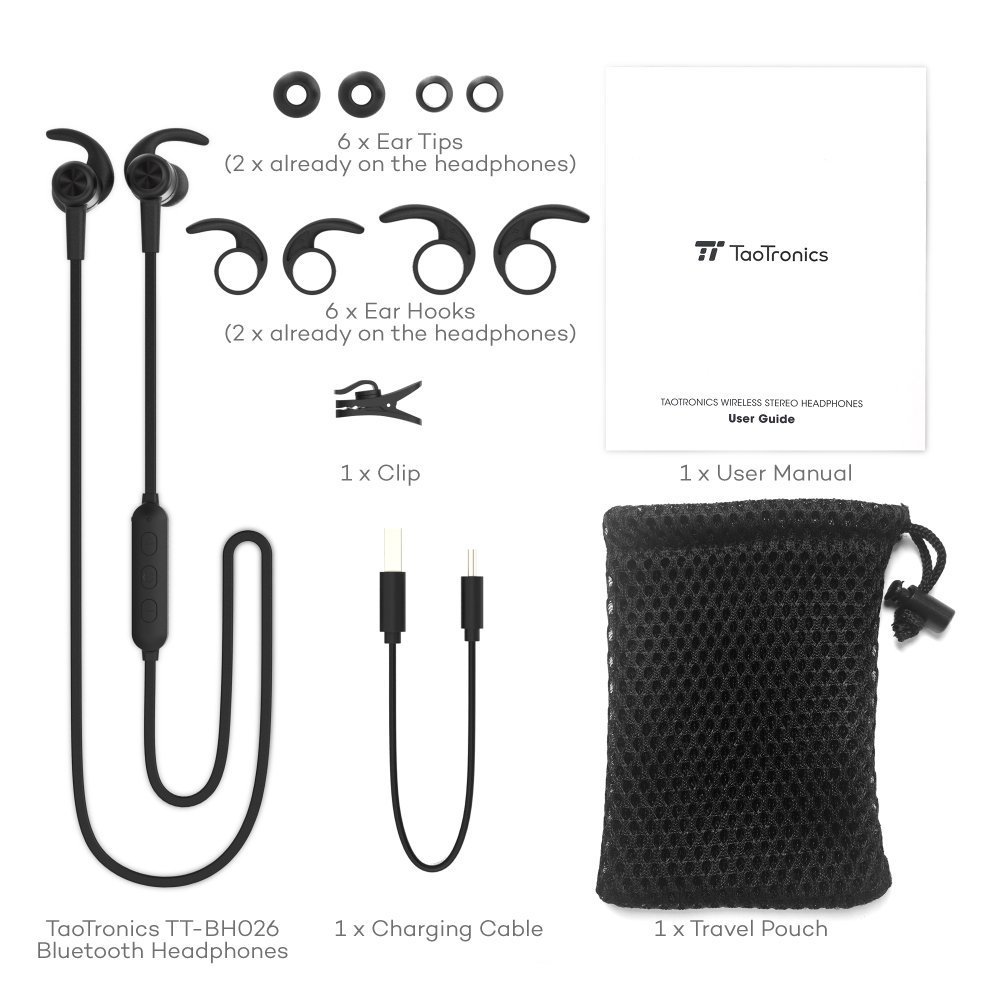 6 x Ear Tips
(2 x already on the headphones)
6 x Ear Hooks
(2 x already on the headphones)
1 x Clip
TaoTronics
TAOTRONICS WIRELESS STEREO HEADPHONES
User Guide
1 x User Manual
TaoTronics TT-BH026
Bluetooth Headphones
1 x Charging Cable
1 x Travel Pouch